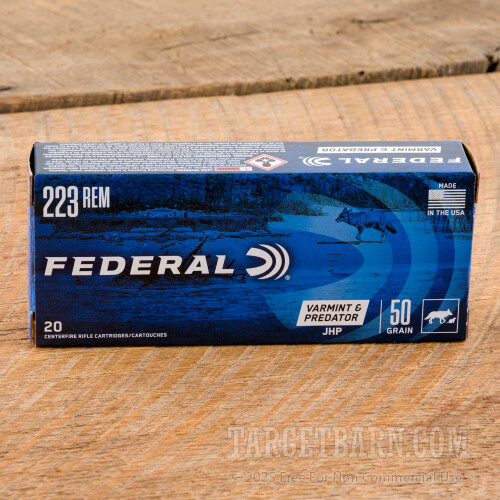 VARMINT & PREDATOR
FEDERAL
223 REM
MADE
IN THE USA
FEDERAL®
VARMINT &
PREDATOR
JHP
50
GRAIN
20
CENTERFIRE RIFLE CARTRIDGES/CARTOUCHES
TARGETBARN.COM
© 2025 Free For Non Commercial Use